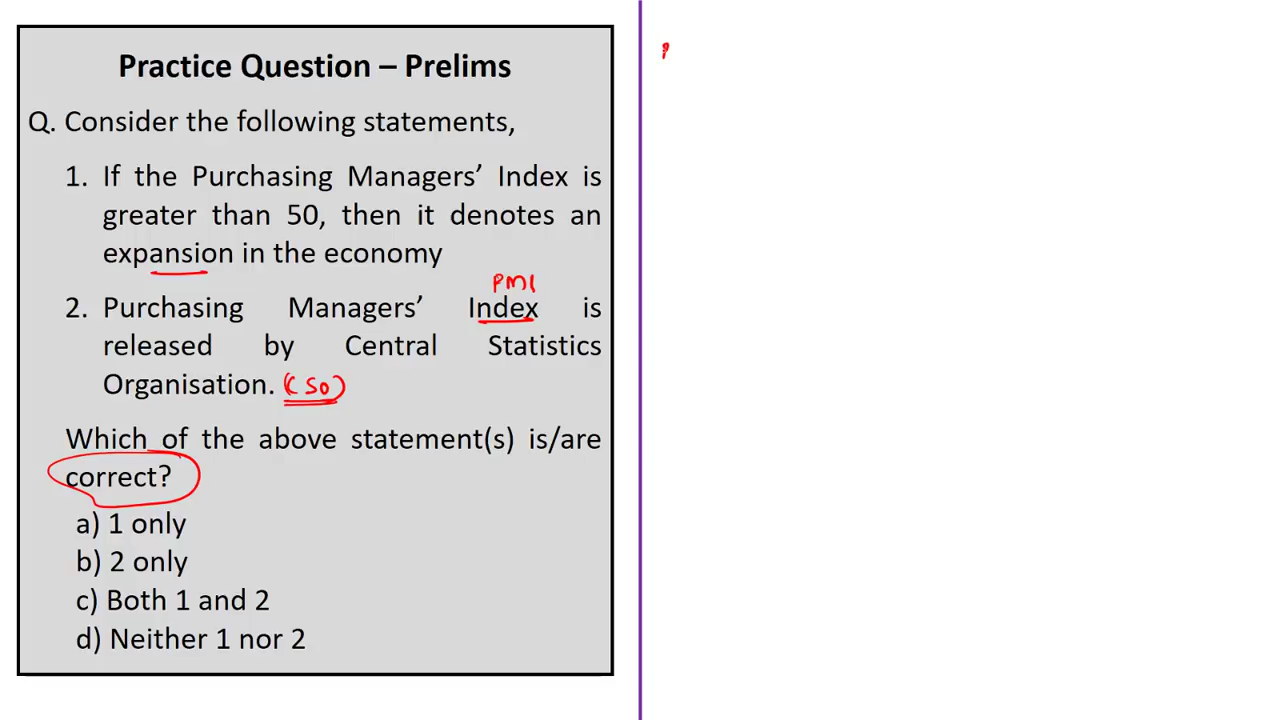 Practice Question – Prelims
Q. Consider the following statements,
1. If the Purchasing Managers’ Index is
greater than 50, then it denotes an
expansion in the economy
PMI
2. Purchasing Managers’ Index is
released by Central Statistics
Organisation. (CSO)
Which of the above statement(s) is/are
correct?
a) 1 only
b) 2 only
c) Both 1 and 2
d) Neither 1 nor 2